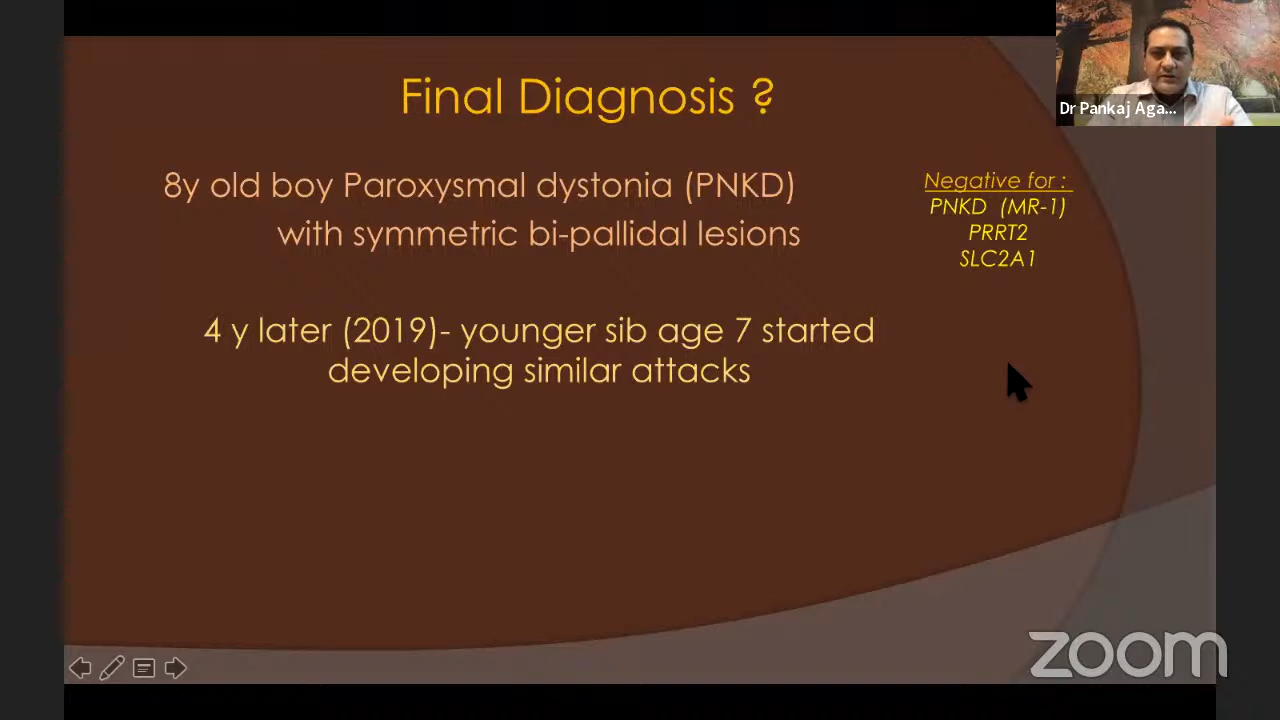 Final Diagnosis ?
Dr Pankaj Aga...
8y old boy Paroxysmal dystonia (PNKD)
with symmetric bi-pallidal lesions
Negative for :
PNKD (MR-1)
PRRT2
SLC2A1
4 y later (2019)- younger sib age 7 started
developing similar attacks
zoom